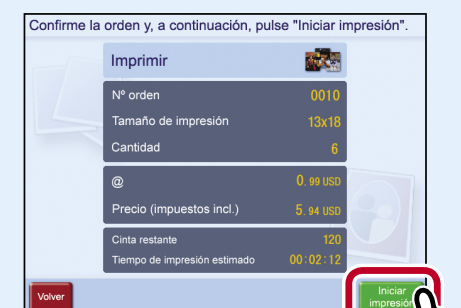 Confirme la orden y, a continuación, pulse "Iniciar impresión".
Imprimir
Nº orden 0010
Tamaño de impresión 13x18
Cantidad 6
@ 0.99 USD
Precio (impuestos incl.) 5.94 USD
Cinta restante 120
Tiempo de impresión estimado 00:02:12
Volver
Iniciar
impresión